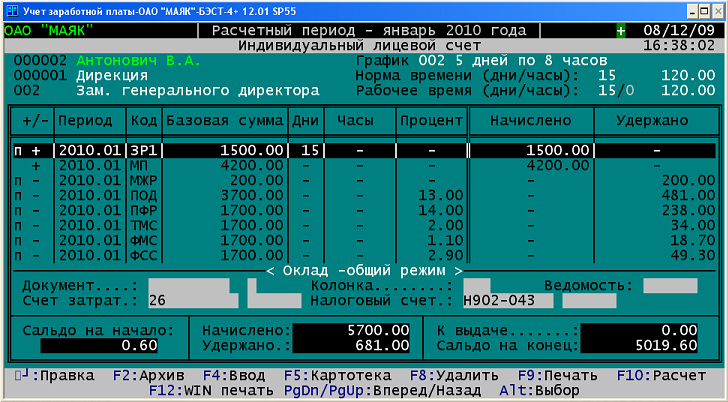 Учет заработной платы-ОАО "МАЯК"-БЭСТ-4+ 12.01 SP55
ОАО "МАЯК" | Расчетный период - январь 2010 года | + 08/12/09
Индивидуальный лицевой счет 16:38:02
000002 Антонович В.А. График 002 5 дней по 8 часов
000001 Дирекция Норма времени (дни/часы): 15 120.00
002 Зам. генерального директора Рабочее время (дни/часы): 15/0 120.00
+/- Период Код Базовая сумма Дни Часы Процент Начислено Удержано
п + 2010.01 ЗР1 1500.00 15 - - 1500.00 -
+ 2010.01 МП 4200.00 - - - 4200.00 -
п - 2010.01 МЖР 200.00 - - - - 200.00
п - 2010.01 ПОД 3700.00 - - 13.00 - 481.00
п - 2010.01 ПФР 1700.00 - - 14.00 - 238.00
п - 2010.01 ТМС 1700.00 - - 2.00 - 34.00
п - 2010.01 ФМС 1700.00 - - 1.10 - 18.70
п - 2010.01 ФСС 1700.00 - - 2.90 - 49.30
< Оклад -общий режим >
Документ....: Колонка........: Ведомость:
Счет затрат.: 26 Налоговый счет.: Н902-043
Сальдо на начало: Начислено: 5700.00 К выдаче.......: 0.00
0.60 Удержано.: 681.00 Сальдо на конец: 5019.60
┘:Правка F2:Архив F4:Ввод F5:Картотека F8:Удалить F9:Печать F10:Расчет
F12:WIN печать PgDn/PgUp:Вперед/Назад Alt:Выбор